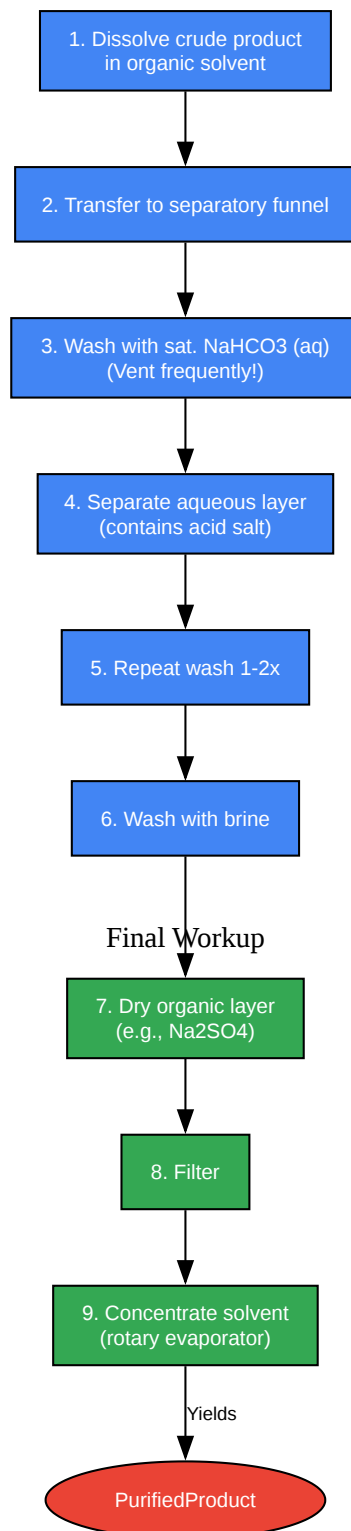 1. Dissolve crude product
in organic solvent
2. Transfer to separatory funnel
3. Wash with sat. NaHCO3 (aq)
(Vent frequently!)
4. Separate aqueous layer
(contains acid salt)
5. Repeat wash 1-2x
6. Wash with brine
Final Workup
7. Dry organic layer
(e.g., Na2SO4)
8. Filter
9. Concentrate solvent
(rotary evaporator)
Yields
PurifiedProduct